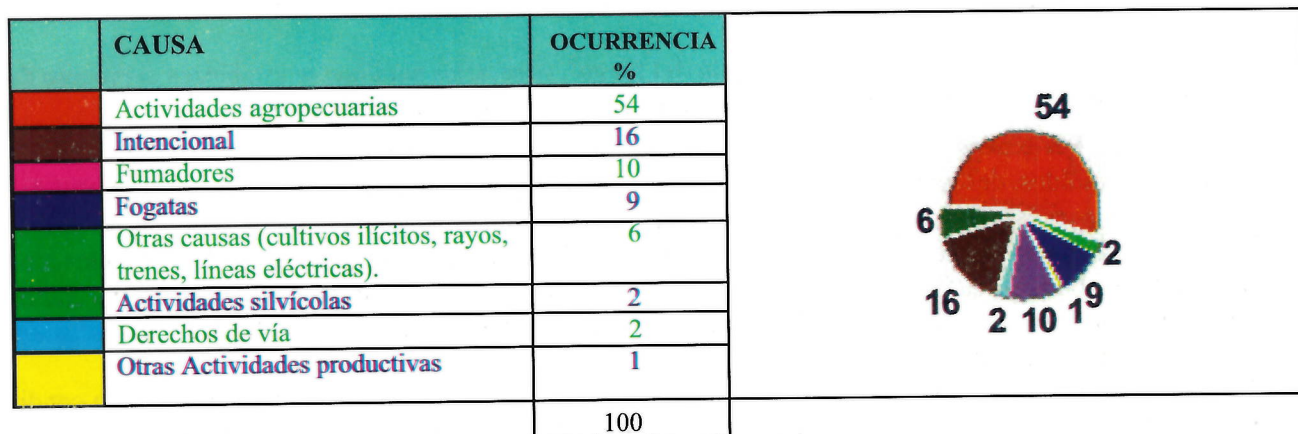 CAUSA
OCURRENCIA
%
Actividades agropecuarias 54
Intencional 16
Fumadores 10
Fogatas 9
Otras causas (cultivos ilícitos, rayos, 6
trenes, líneas eléctricas).
Actividades silvícolas 2
Derechos de vía 2
Otras Actividades productivas 1
100
54
6
2
16
9
2
10
1